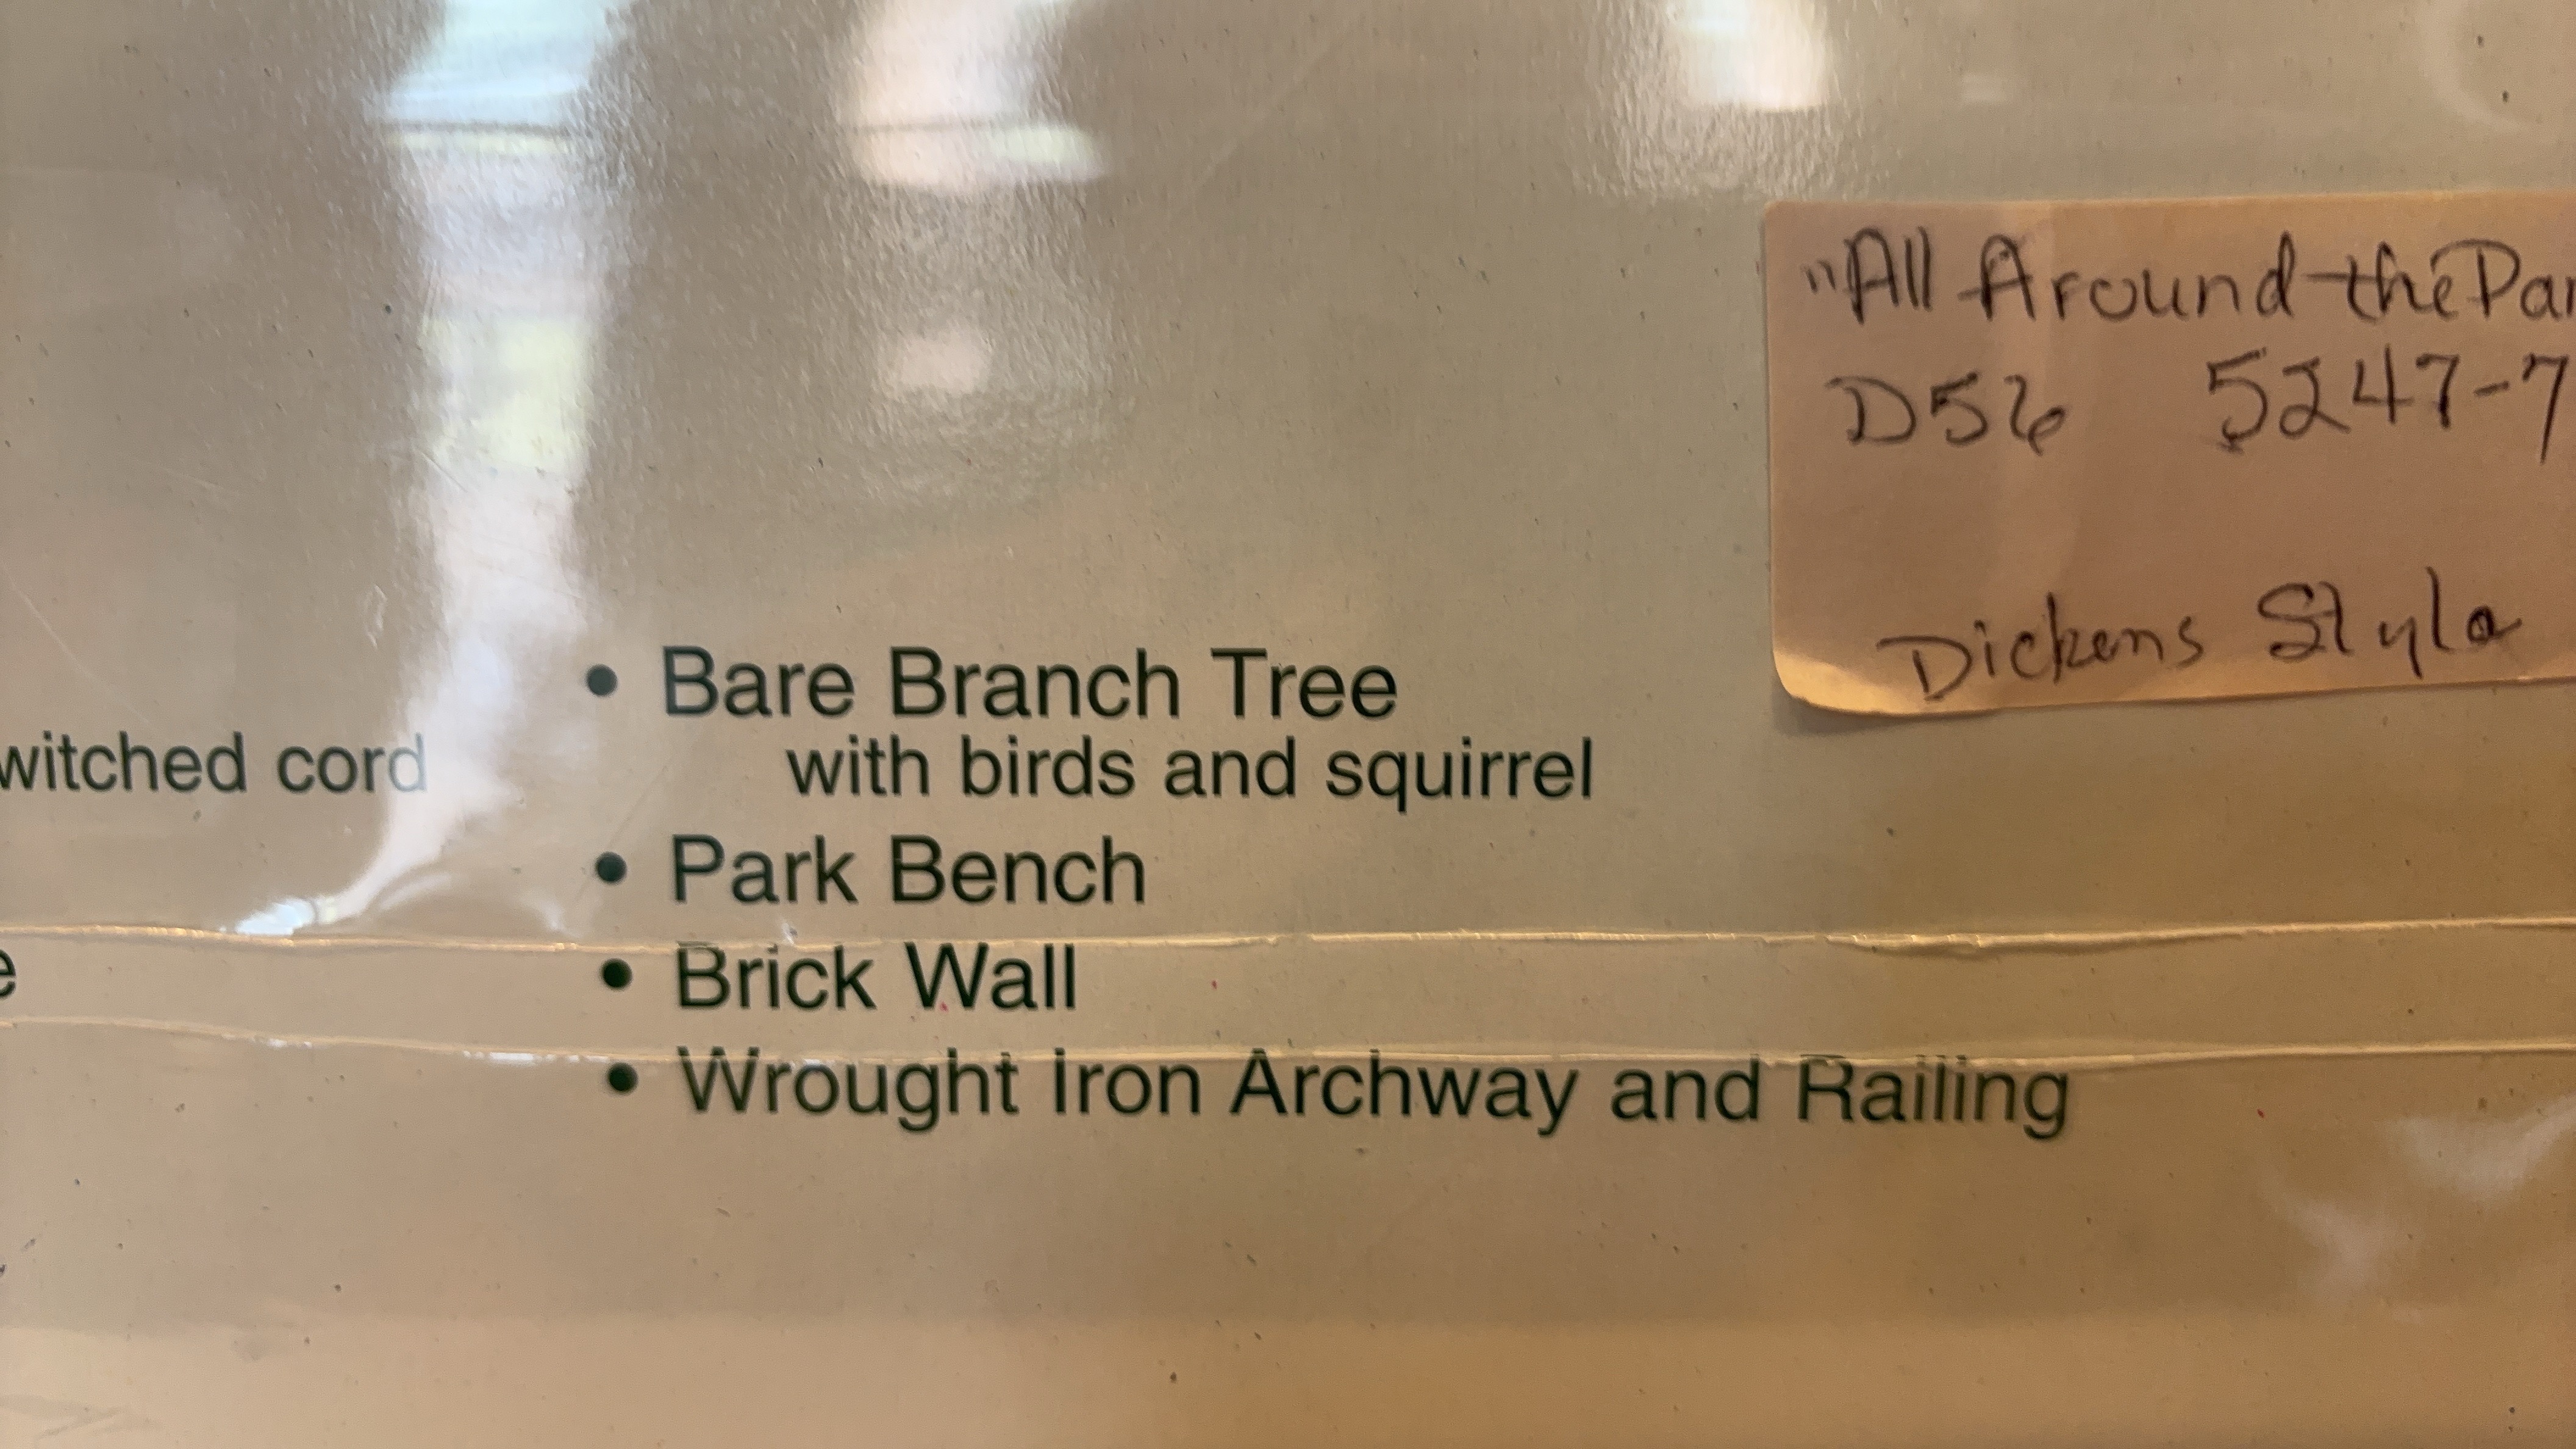 "All Around the Par
D56 5247-7
Dickens Style
• Bare Branch Tree
with birds and squirrel
witched cord
• Park Bench
• Brick Wall
e
• Wrought Iron Archway and Railing